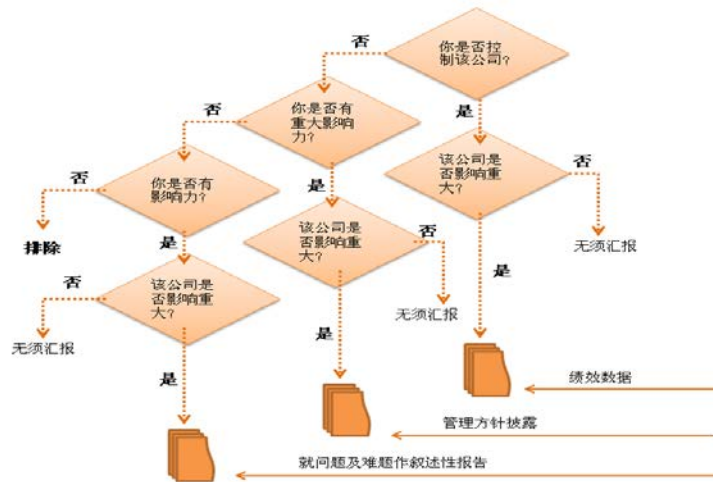 否
你是否控
制该公司？
否
你是否有
重大影响
力？
是
否
你是否有
影响力？
是
该公司是
否影响重
大？
否
排除
是
该公司是
否影响重
大？
否
无须汇报
否
该公司是
否影响重
大？
无须汇报
是
无须汇报
是
是
绩效数据
管理方针披露
就问题及难题作叙述性报告